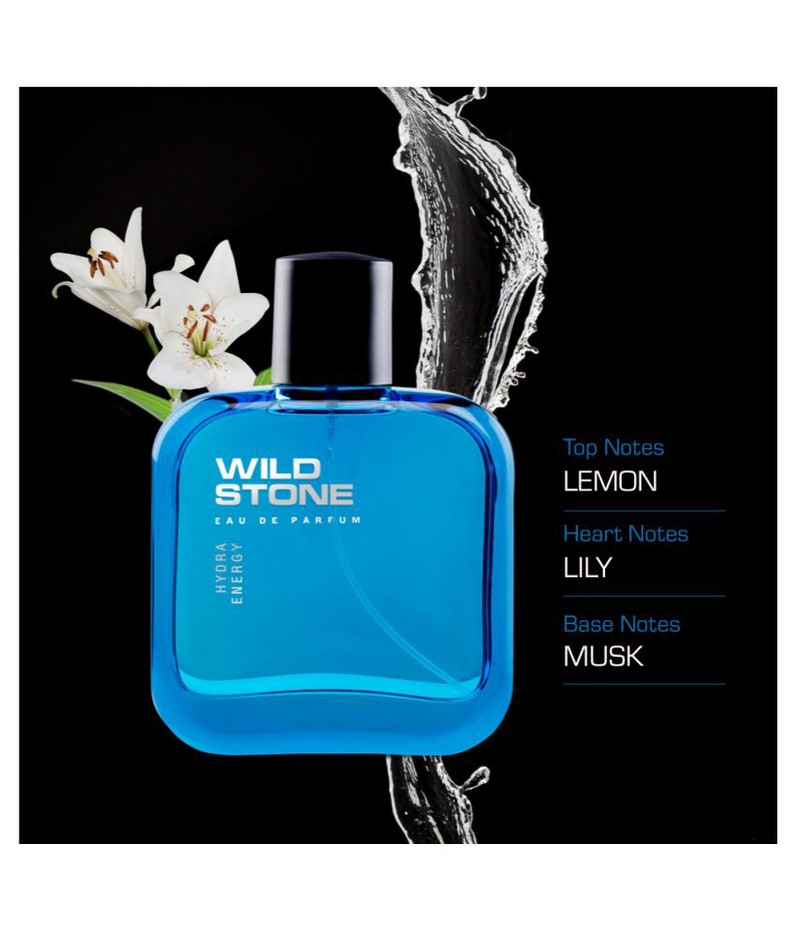 WILD
STONE
EAU DE PARFUM
HYDRA
ENERGY
Top Notes
LEMON
Heart Notes
LILY
Base Notes
MUSK